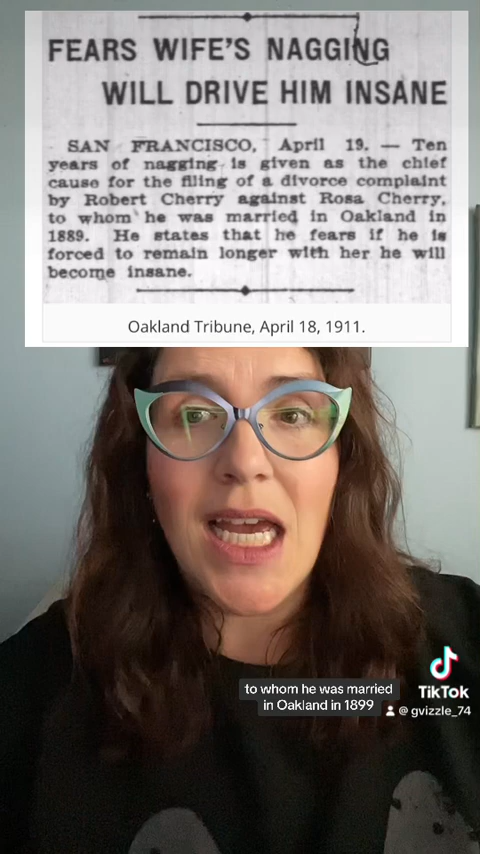 FEARS WIFE'S NAGGING
WILL DRIVE HIM INSANE
SAN FRANCISCO, April 19. — Ten
years of nagging is given as the chief
cause for the filing of a divorce complaint
by Robert Cherry against Rosa Cherry,
to whom he was married in Oakland in
1889. He states that he fears if he is
forced to remain longer with her he will
become insane.
Oakland Tribune, April 18, 1911.
to whom he was married
in Oakland in 1899
TikTok
@ gvizzle_74